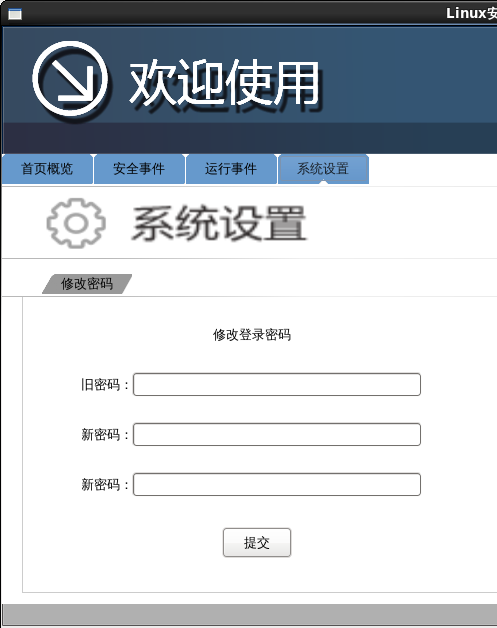 Linux安
欢迎使用
首页概览 安全事件 运行事件 系统设置
系统设置
修改密码
修改登录密码
旧密码：
新密码：
新密码：
提交